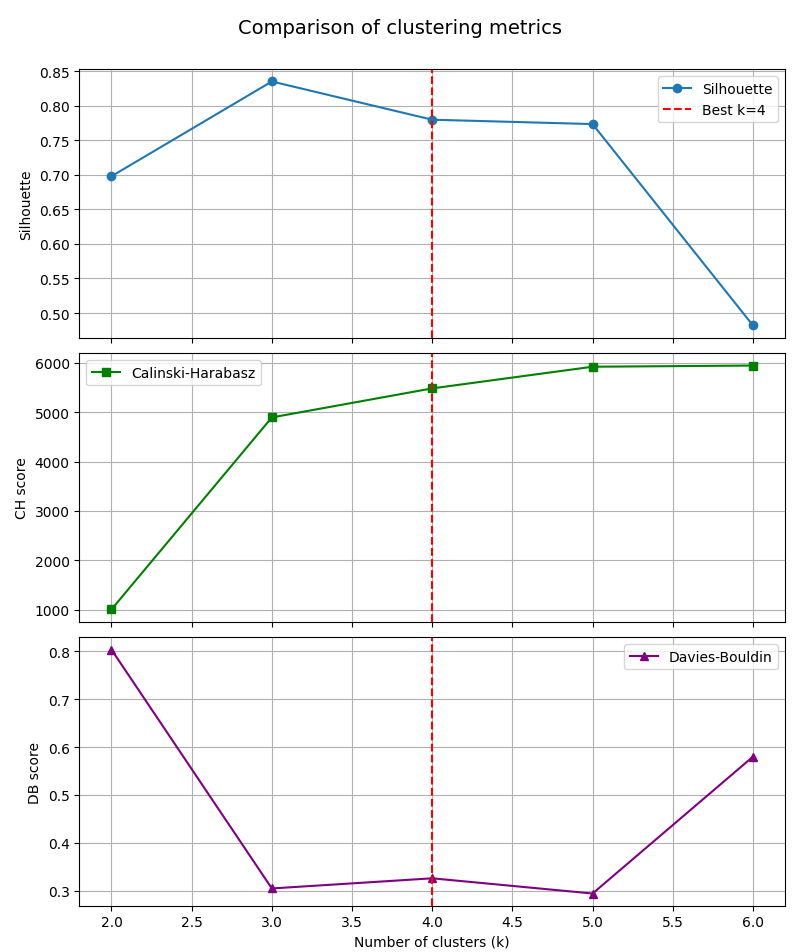 Comparison of clustering metrics
0.85
0.80
0.75
0.70
0.65
0.60
0.55
0.50
Silhouette
Silhouette
Best k=4
6000
5000
4000
3000
2000
1000
CH score
Calinski-Harabasz
0.8
0.7
0.6
0.5
0.4
0.3
DB score
Davies-Bouldin
2.0 2.5 3.0 3.5 4.0 4.5 5.0 5.5 6.0
Number of clusters (k)